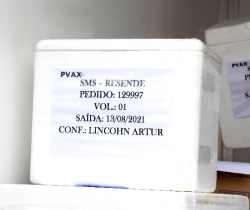 PVAX
SMS - RESENDE
PEDIDO: 129997
VOL.: 01
SAÍDA: 13/08/2021
CONF.: LINCOHN ARTUR